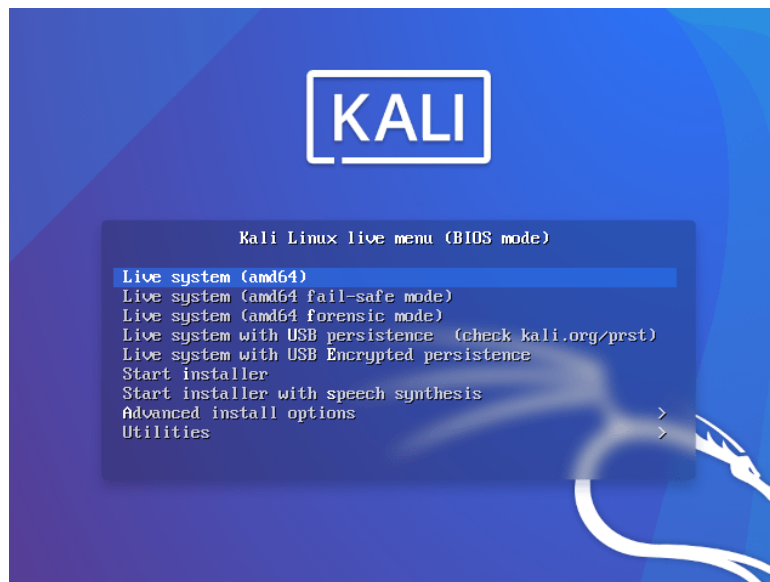 KALI
Kali Linux live menu (BIOS mode)
Live system (amd64)
Live system (amd64 fail-safe mode)
Live system (amd64 forensic mode)
Live system with USB persistence  (check kali.org/prst)
Live system with USB Encrypted persistence
Start installer
Start installer with speech synthesis
Advanced install options >
Utilities >